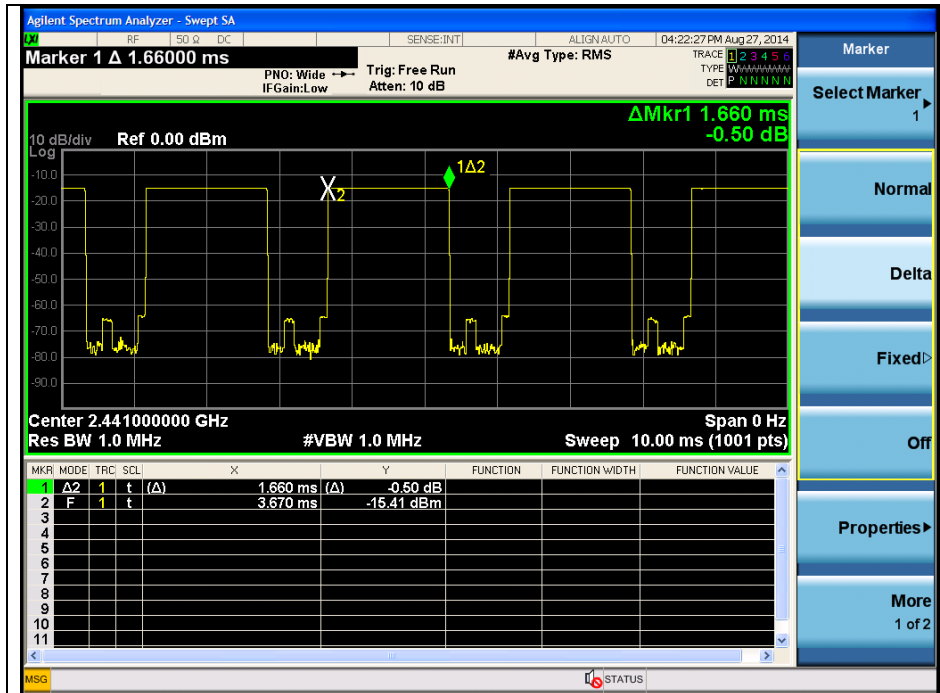 Agilent Spectrum Analyzer - Swept SA
LXI RF 50 Ω DC SENSE:INT ALIGN AUTO 04:22:27 PM Aug 27, 2014
Marker 1 Δ 1.66000 ms
PNO: Wide
IFGain:Low
Trig: Free Run
Atten: 10 dB
#Avg Type: RMS
TRACE 1 2 3 4 5 6
TYPE WWWWWW
DET P N N N N N
ΔMkr1 1.660 ms
-0.50 dB
10 dB/div Ref 0.00 dBm
Log
-10.0
-20.0
-30.0
-40.0
-50.0
-60.0
-70.0
-80.0
-90.0
1Δ2
X2
Center 2.441000000 GHz Span 0 Hz
Res BW 1.0 MHz #VBW 1.0 MHz Sweep 10.00 ms (1001 pts)
MKR MODE TRC SCL X Y FUNCTION FUNCTION WIDTH FUNCTION VALUE
1 Δ2 1 t (Δ) 1.660 ms (Δ) -0.50 dB
2 F 1 t 3.670 ms -15.41 dBm
3
4
5
6
7
8
9
10
11
MSG STATUS
Marker
Select Marker
1
Normal
Delta
Fixed
Off
Properties
More
1 of 2